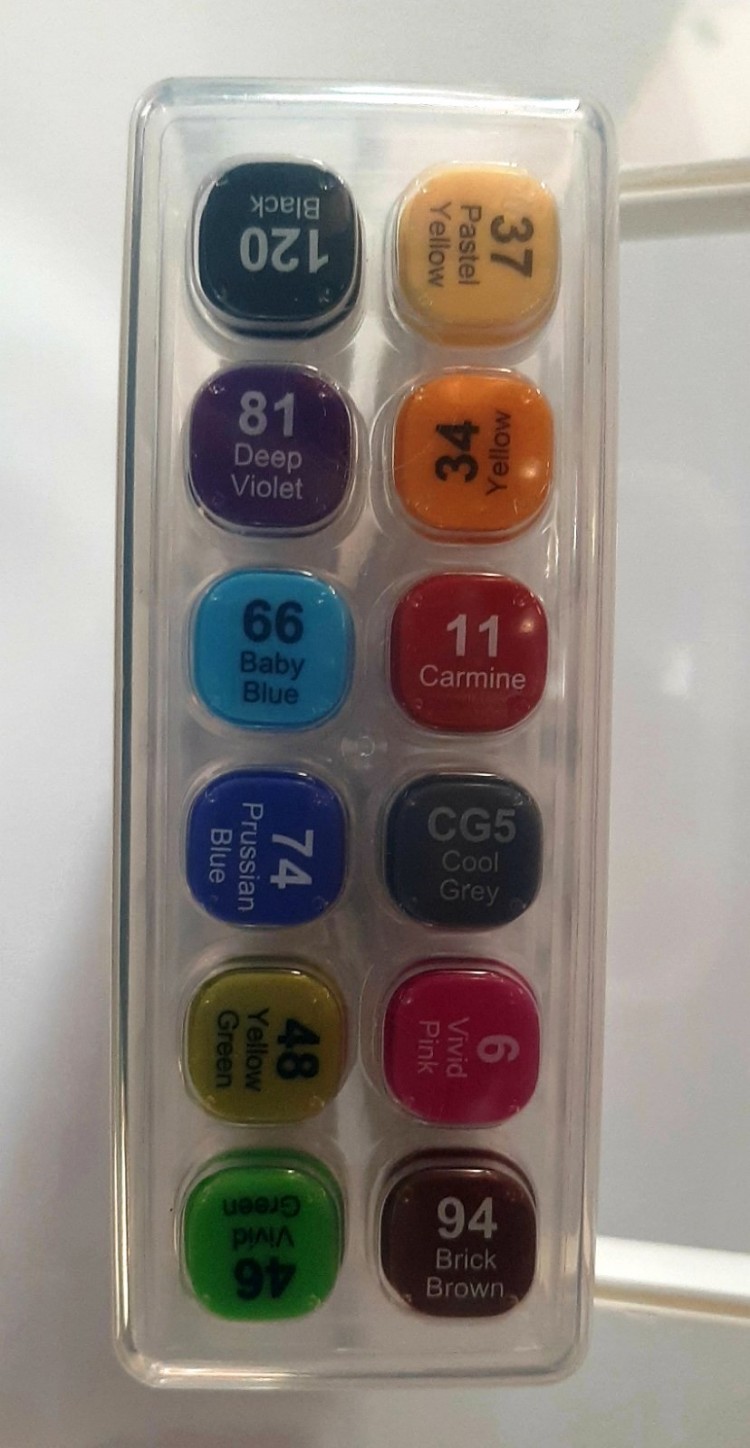 120
Black
37
Pastel
Yellow
81
Deep
Violet
34
Yellow
66
Baby
Blue
11
Carmine
74
Prussian
Blue
CG5
Cool
Grey
48
Yellow
Green
6
Vivid
Pink
46
Vivid
Green
94
Brick
Brown